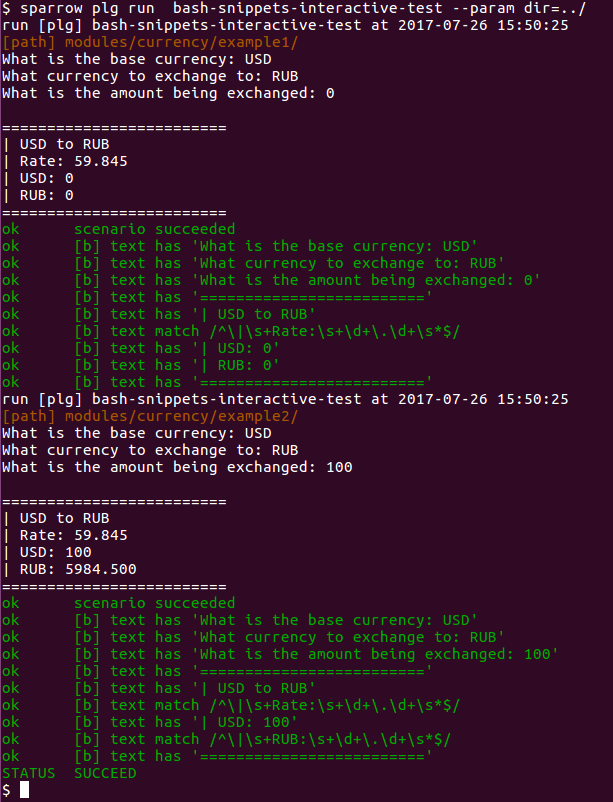 $ sparrow plg run  bash-snippets-interactive-test --param dir=../
run [plg] bash-snippets-interactive-test at 2017-07-26 15:50:25
[path] modules/currency/example1/
What is the base currency: USD
What currency to exchange to: RUB
What is the amount being exchanged: 0

=========================
| USD to RUB
| Rate: 59.845
| USD: 0
| RUB: 0
=========================
ok      scenario succeeded
ok      [b] text has 'What is the base currency: USD'
ok      [b] text has 'What currency to exchange to: RUB'
ok      [b] text has 'What is the amount being exchanged: 0'
ok      [b] text has '========================='
ok      [b] text has '| USD to RUB'
ok      [b] text match /^\|\s+Rate:\s+\d+\.\d+\s*$/
ok      [b] text has '| USD: 0'
ok      [b] text has '| RUB: 0'
ok      [b] text has '========================='
run [plg] bash-snippets-interactive-test at 2017-07-26 15:50:25
[path] modules/currency/example2/
What is the base currency: USD
What currency to exchange to: RUB
What is the amount being exchanged: 100

=========================
| USD to RUB
| Rate: 59.845
| USD: 100
| RUB: 5984.500
=========================
ok      scenario succeeded
ok      [b] text has 'What is the base currency: USD'
ok      [b] text has 'What currency to exchange to: RUB'
ok      [b] text has 'What is the amount being exchanged: 100'
ok      [b] text has '========================='
ok      [b] text has '| USD to RUB'
ok      [b] text match /^\|\s+Rate:\s+\d+\.\d+\s*$/
ok      [b] text has '| USD: 100'
ok      [b] text match /^\|\s+RUB:\s+\d+\.\d+\s*$/
ok      [b] text has '========================='
STATUS  SUCCEED
$